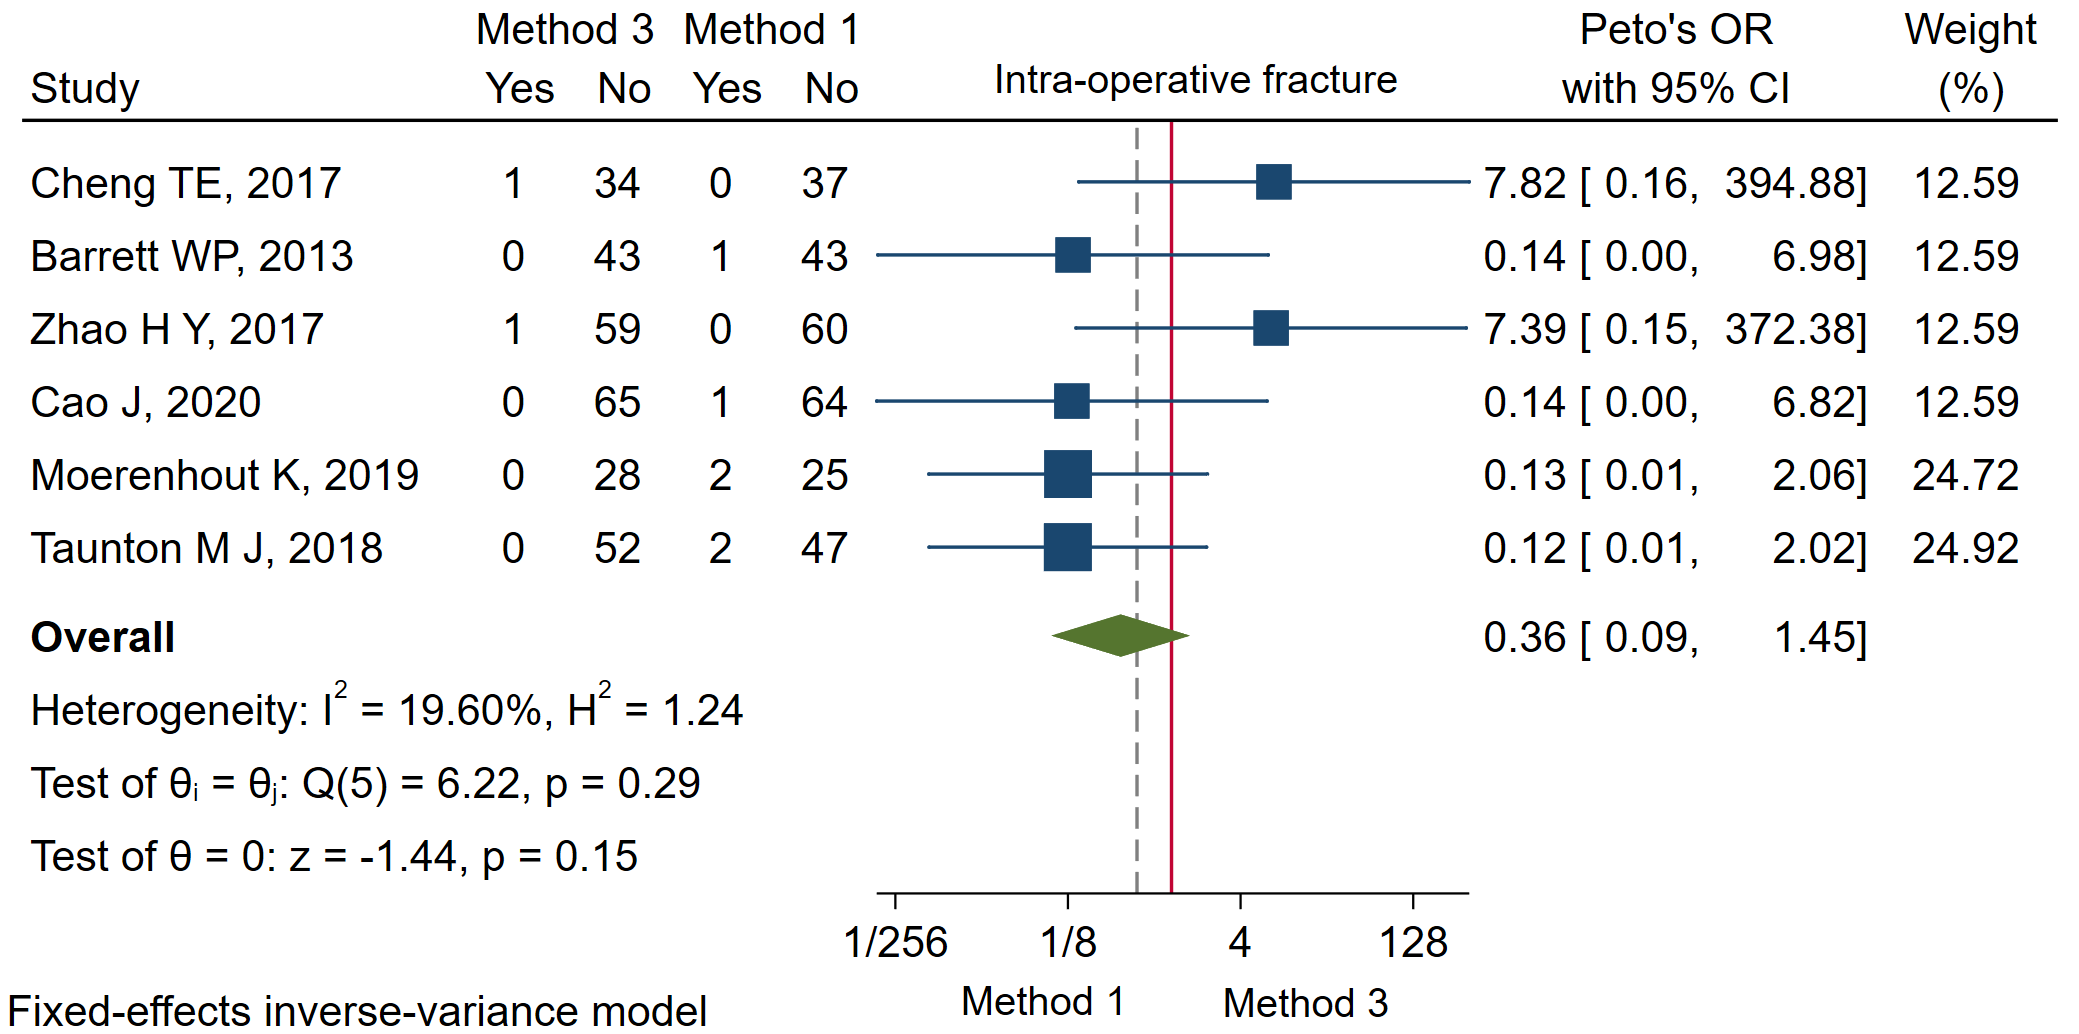 Method 3 Method 1 Peto's OR Weight
Study Yes No Yes No Intra-operative fracture with 95% CI (%)
Cheng TE, 2017 1 34 0 37 7.82 [ 0.16, 394.88] 12.59
Barrett WP, 2013 0 43 1 43 0.14 [ 0.00, 6.98] 12.59
Zhao H Y, 2017 1 59 0 60 7.39 [ 0.15, 372.38] 12.59
Cao J, 2020 0 65 1 64 0.14 [ 0.00, 6.82] 12.59
Moerenhout K, 2019 0 28 2 25 0.13 [ 0.01, 2.06] 24.72
Taunton M J, 2018 0 52 2 47 0.12 [ 0.01, 2.02] 24.92
Overall 0.36 [ 0.09, 1.45]
Heterogeneity: I² = 19.60%, H² = 1.24
Test of θᵢ = θⱼ: Q(5) = 6.22, p = 0.29
Test of θ = 0: z = -1.44, p = 0.15
1/256 1/8 4 128
Method 1 Method 3
Fixed-effects inverse-variance model